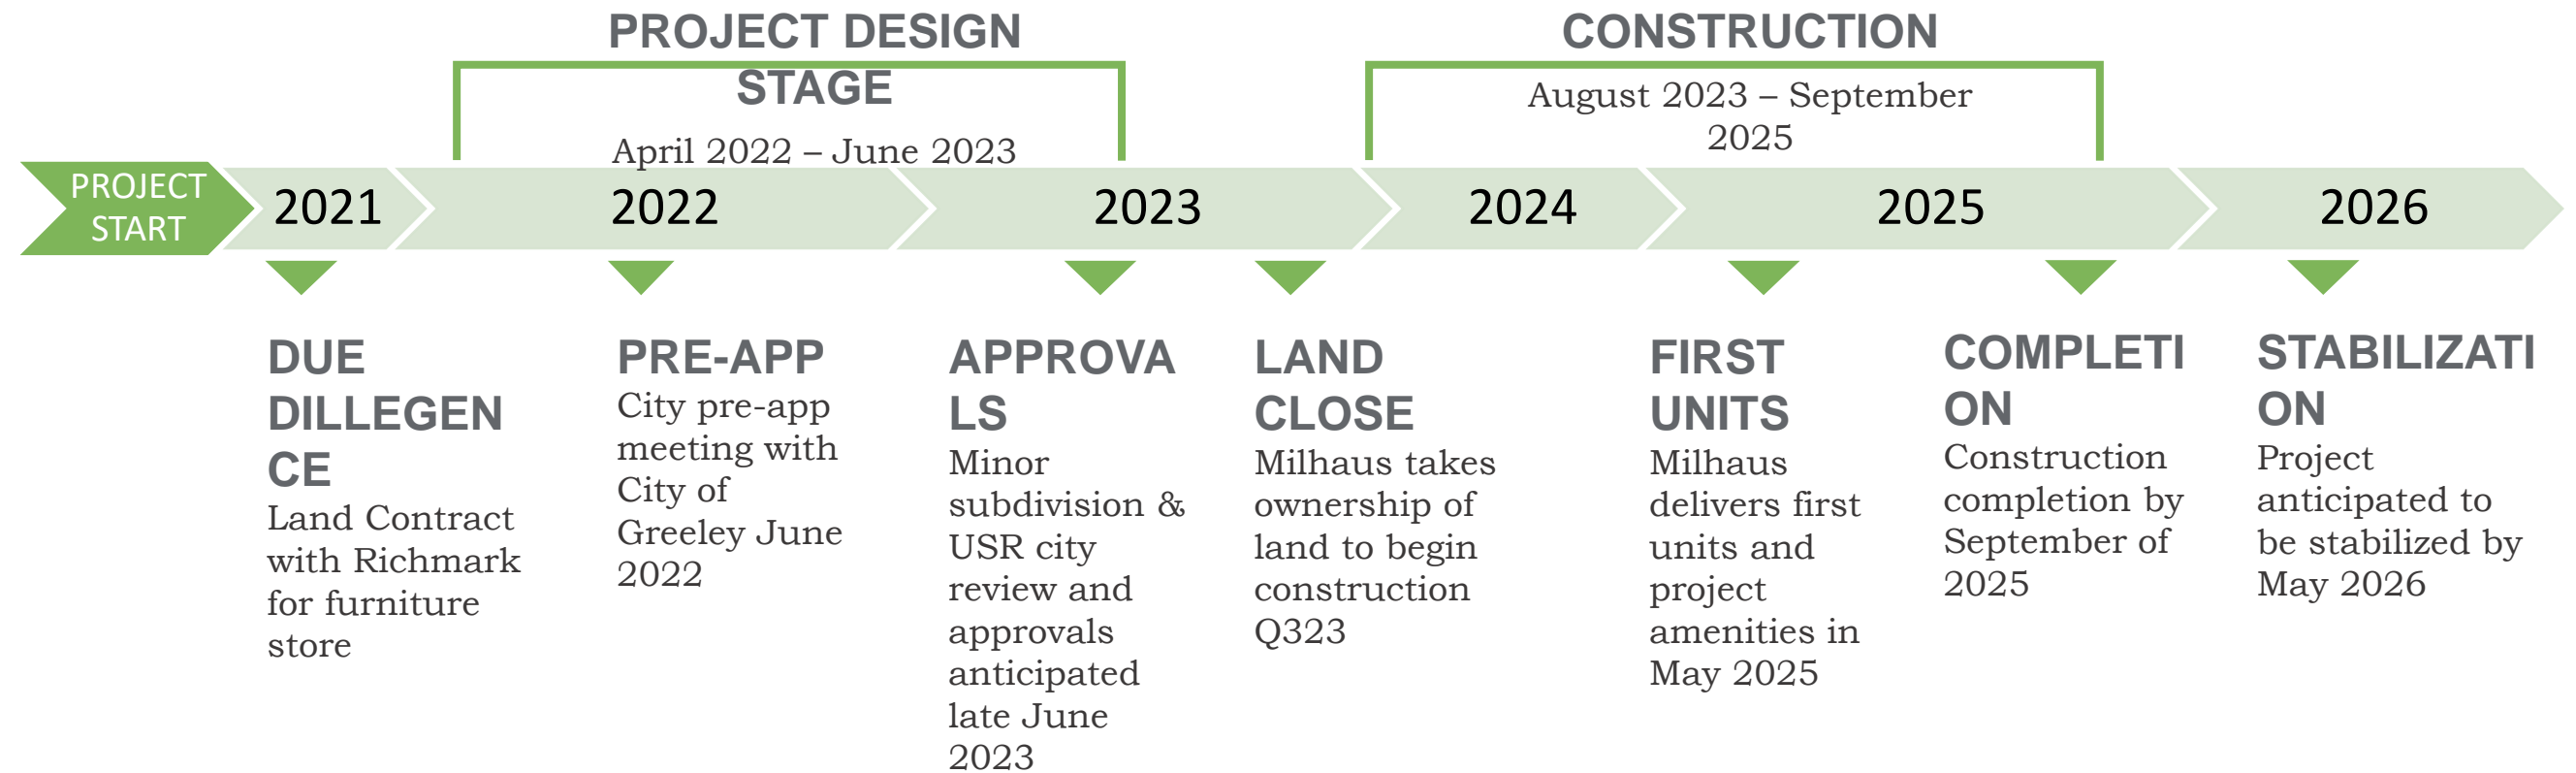 PROJECT DESIGN
STAGE
April 2022 – June 2023
CONSTRUCTION
August 2023 – September
2025
PROJECT
START
2021
2022
2023
2024
2025
2026
DUE
DILLEGEN
CE
Land Contract
with Richmark
for furniture
store
PRE-APP
City pre-app
meeting with
City of
Greeley June
2022
APPROVA
LS
Minor
subdivision &
USR city
review and
approvals
anticipated
late June
2023
LAND
CLOSE
Milhaus takes
ownership of
land to begin
construction
Q323
FIRST
UNITS
Milhaus
delivers first
units and
project
amenities in
May 2025
COMPLETI
ON
Construction
completion by
September of
2025
STABILIZATI
ON
Project
anticipated to
be stabilized by
May 2026